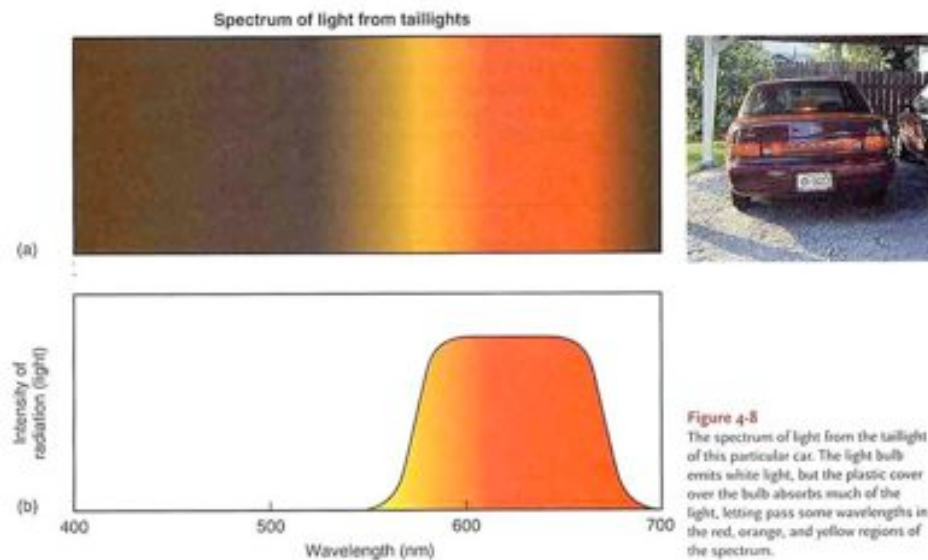 Spectrum of light from taillights
(a)
Intensity of
radiation (light)
(b)
400
500
600
700
Wavelength (nm)
Figure 4-8
The spectrum of light from the taillight
of this particular car. The light bulb
emits white light, but the plastic cover
over the bulb absorbs much of the
light, letting pass some wavelengths in
the red, orange, and yellow regions of
the spectrum.